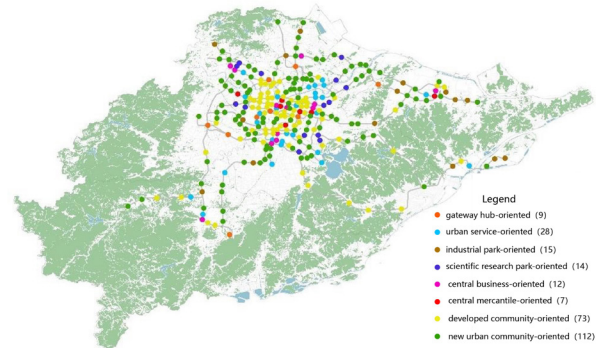 Legend
gateway hub-oriented (9)
urban service-oriented (28)
industrial park-oriented (15)
scientific research park-oriented (14)
central business-oriented (12)
central mercantile-oriented (7)
developed community-oriented (73)
new urban community-oriented (112)